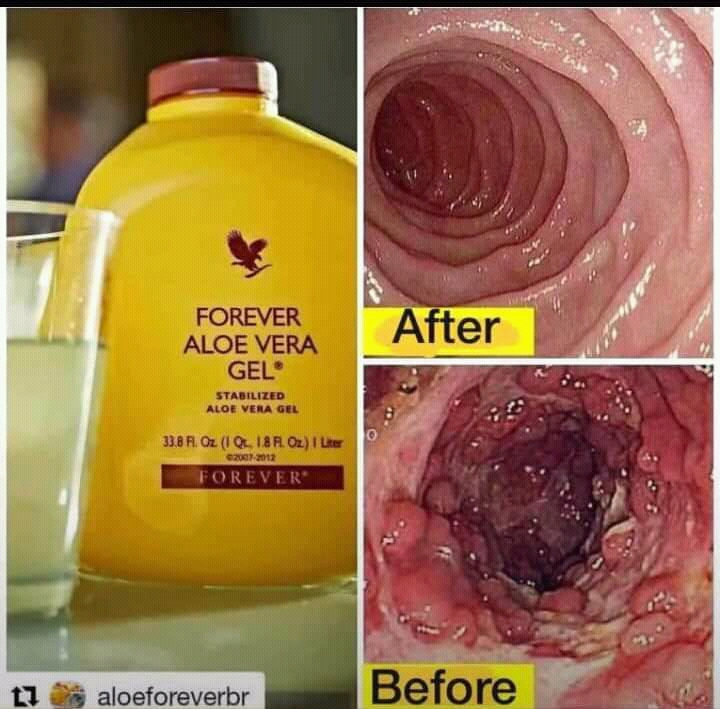 FOREVER
ALOE VERA
GEL®
STABILIZED
ALOE VERA GEL
33.8 Fl. Oz. (1 Qt., 1.8 Fl. Oz.) 1 Liter
©2007-2012
FOREVER®
aloeforeverbr
After
Before